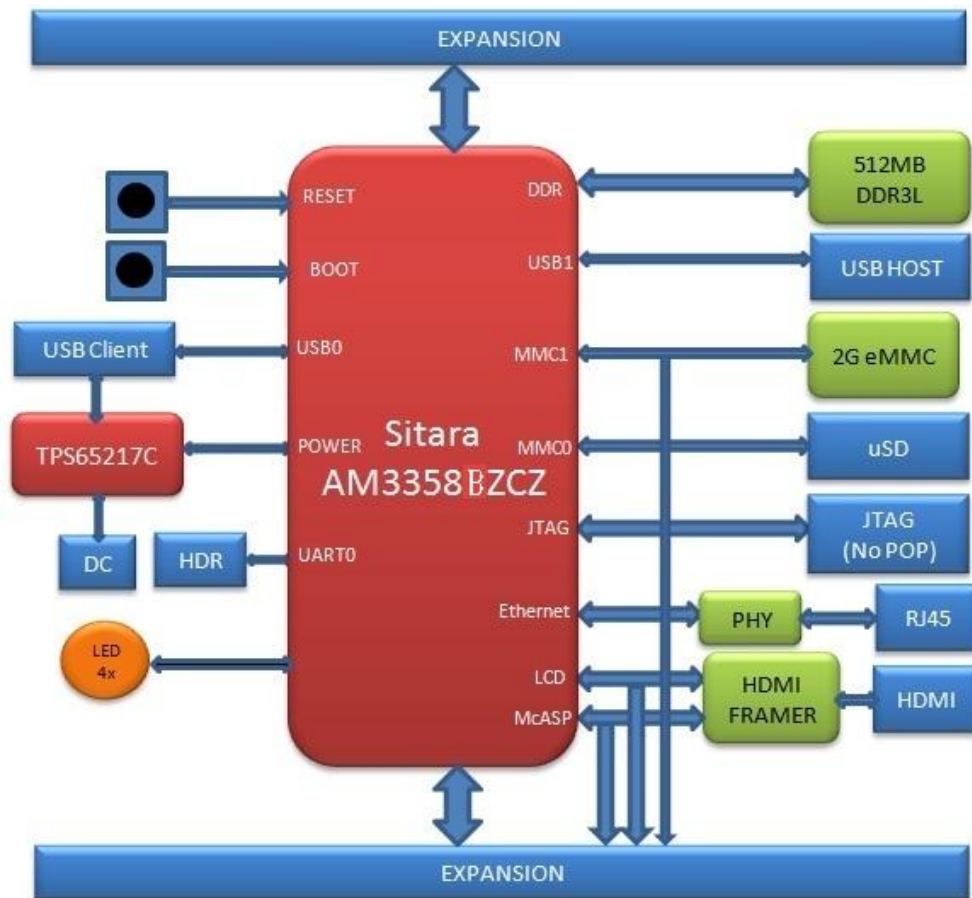 EXPANSION
RESET
BOOT
USB0
POWER
UART0
DDR
USB1
MMC1
MMC0
JTAG
Ethernet
LCD
McASP
Sitara
AM3358BZCZ
USB Client
TPS65217C
DC
HDR
LED
4x
512MB
DDR3L
USB HOST
2G eMMC
uSD
JTAG
(No POP)
PHY
RJ45
HDMI
FRAMER
HDMI
EXPANSION